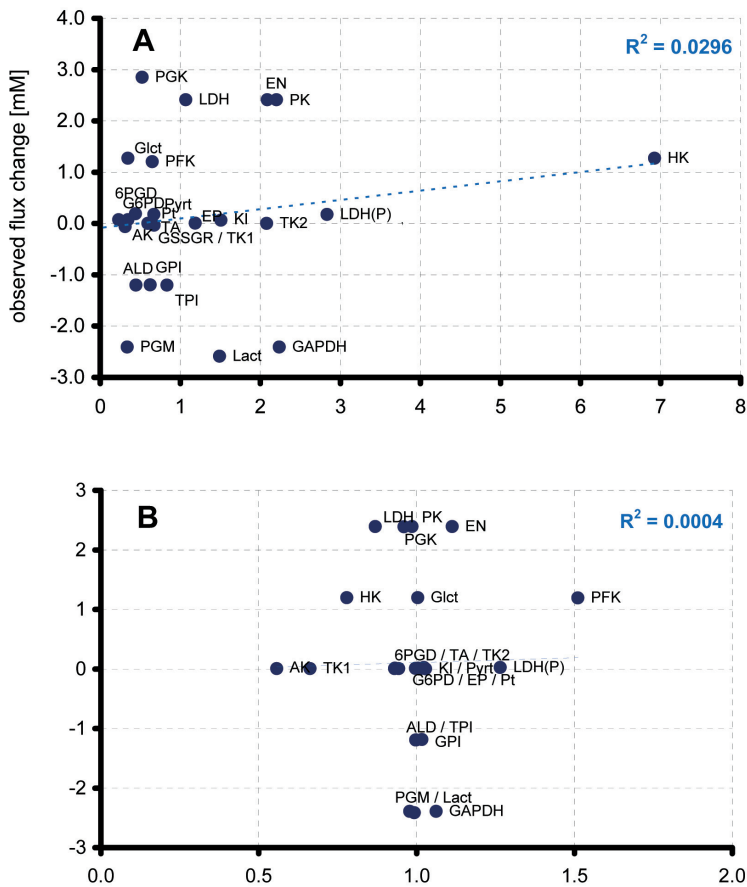 4.0
A
R² = 0.0296
3.0
PGK
EN
LDH
PK
2.0
Glct
PFK
HK
1.0
6PGD
G6PD
Pyrt
Pt
EP
KI
LDH(P)
0.0
TK2
AK
TA
GSSGR / TK1
ALD
GPI
-1.0
TPI
-2.0
PGM
Lact
GAPDH
-3.0
observed flux change [mM]
0 1 2 3 4 5 6 7 8
3
B
R² = 0.0004
LDH
PK
EN
PGK
2
HK
Glct
PFK
1
6PGD / TA / TK2
AK
TK1
KI / Pyrt
LDH(P)
0
G6PD / EP / Pt
ALD / TPI
GPI
-1
-2
PGM / Lact
GAPDH
-3
0.0 0.5 1.0 1.5 2.0